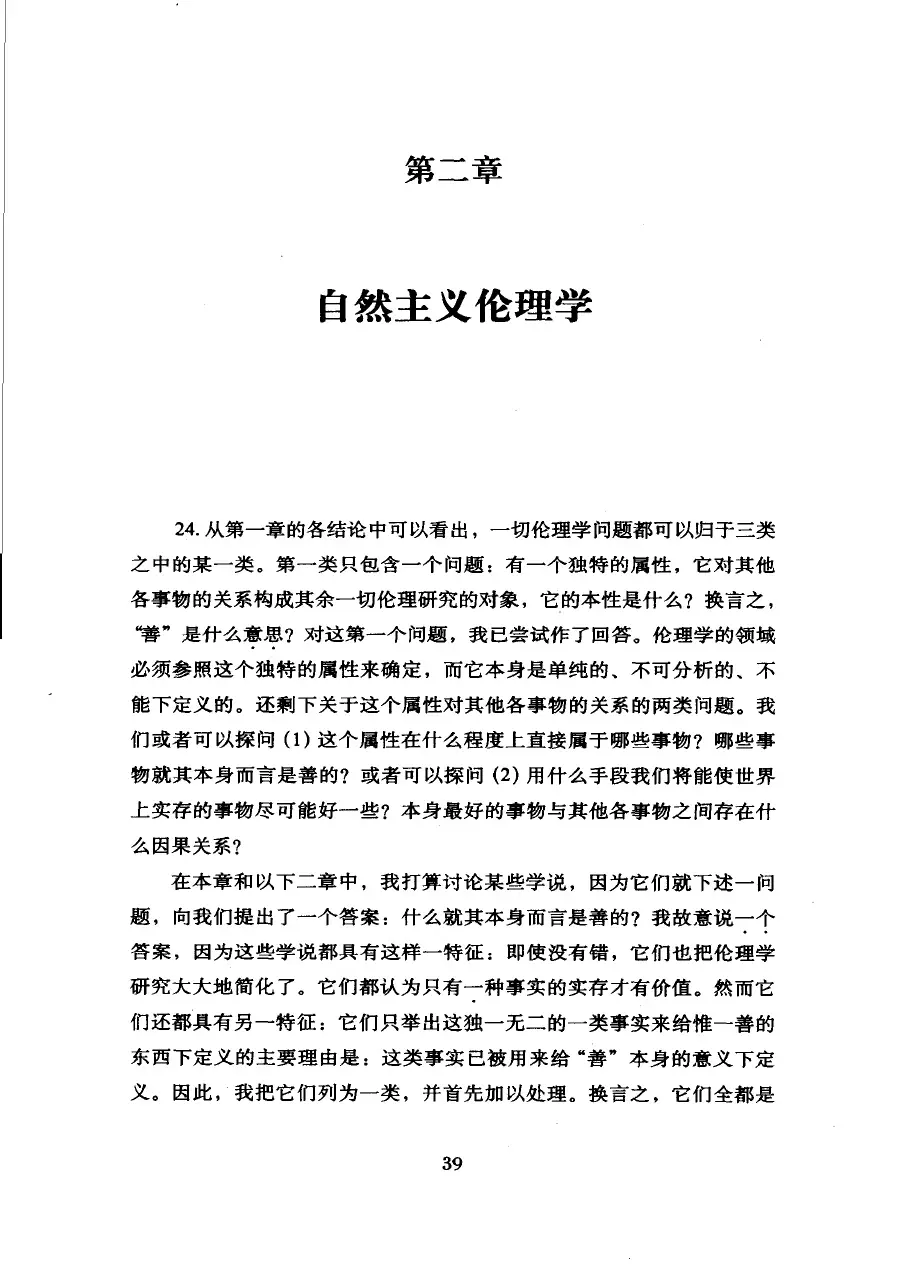 第二章
自然主义伦理学
24. 从第一章的各结论中可以看出，一切伦理学问题都可以归于三类
之中的某一类。第一类只包含一个问题：有一个独特的属性，它对其他
各事物的关系构成其余一切伦理研究的对象，它的本性是什么？换言之，
“善”是什么意思？对这第一个问题，我已尝试作了回答。伦理学的领域
必须参照这个独特的属性来确定，而它本身是单纯的、不可分析的、不
能下定义的。还剩下关于这个属性对其他各事物的关系的两类问题。我
们或者可以探问 (1) 这个属性在什么程度上直接属于哪些事物？哪些事
物就其本身而言是善的？或者可以探问 (2) 用什么手段我们将能使世界
上实存的事物尽可能好一些？本身最好的事物与其他各事物之间存在什
么因果关系？
在本章和以下二章中，我打算讨论某些学说，因为它们就下述一问
题，向我们提出了一个答案：什么就其本身而言是善的？我故意说一个
答案，因为这些学说都具有这样一特征：即使没有错，它们也把伦理学
研究大大地简化了。它们都认为只有一种事实的实存才有价值。然而它
们还都具有另一特征：它们只举出这独一无二的一类事实来给惟一善的
东西下定义的主要理由是：这类事实已被用来给“善”本身的意义下定
义。因此，我把它们列为一类，并首先加以处理。换言之，它们全都是
39